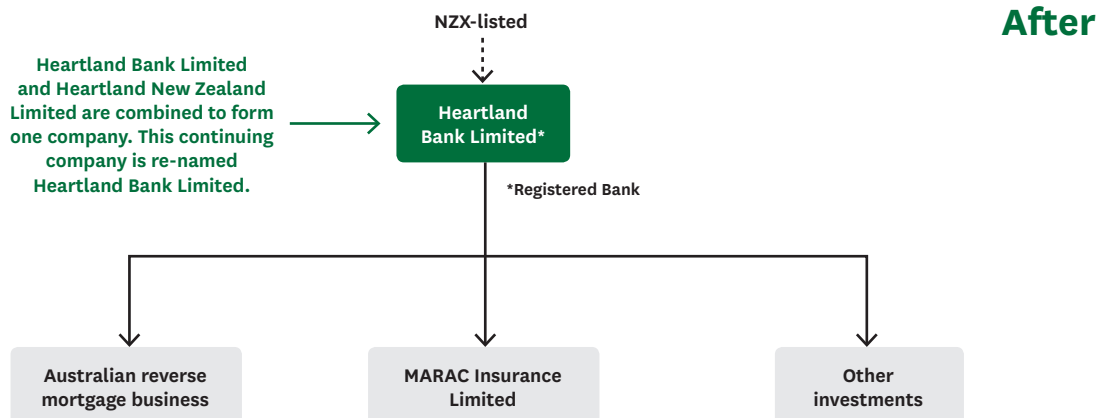 After
NZX-listed
Heartland Bank Limited
and Heartland New Zealand
Limited are combined to form
one company. This continuing
company is re-named
Heartland Bank Limited.
Heartland
Bank Limited*
*Registered Bank
Australian reverse
mortgage business
MARAC Insurance
Limited
Other
investments